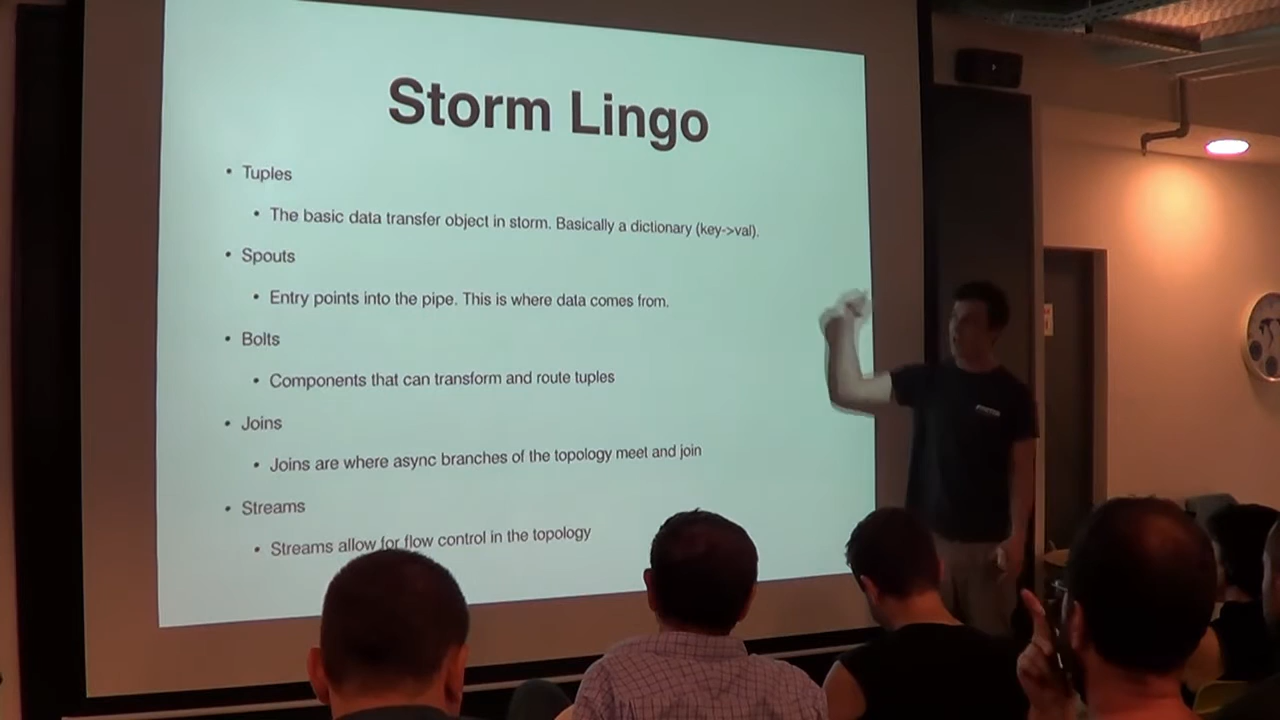 Storm Lingo
• Tuples
• The basic data transfer object in storm. Basically a dictionary (key->val).
• Spouts
• Entry points into the pipe. This is where data comes from.
• Bolts
• Components that can transform and route tuples
• Joins
• Joins are where async branches of the topology meet and join
• Streams
• Streams allow for flow control in the topology